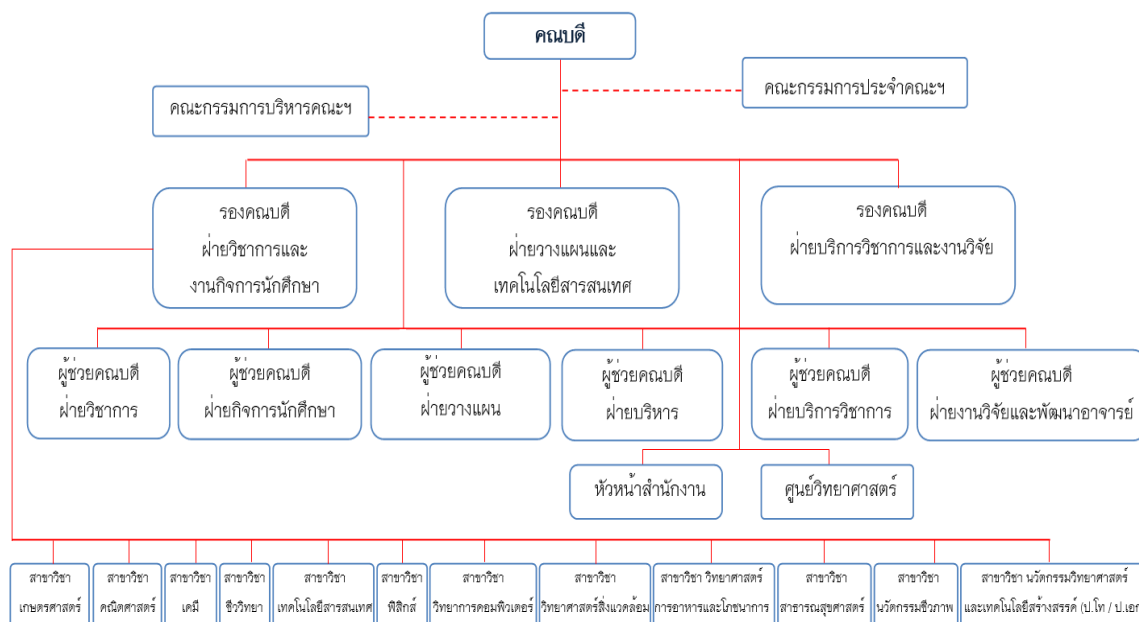 คณบดี
คณะกรรมการประจำคณะฯ
คณะกรรมการบริหารคณะฯ
รองคณบดี
ฝ่ายวิชาการและ
งานกิจการนักศึกษา
รองคณบดี
ฝ่ายวางแผนและ
เทคโนโลยีสารสนเทศ
รองคณบดี
ฝ่ายบริการวิชาการและงานวิจัย
ผู้ช่วยคณบดี
ฝ่ายวิชาการ
ผู้ช่วยคณบดี
ฝ่ายกิจการนักศึกษา
ผู้ช่วยคณบดี
ฝ่ายวางแผน
ผู้ช่วยคณบดี
ฝ่ายบริหาร
ผู้ช่วยคณบดี
ฝ่ายบริการวิชาการ
ผู้ช่วยคณบดี
ฝ่ายงานวิจัยและพัฒนาอาจารย์
หัวหน้าสำนักงาน
ศูนย์วิทยาศาสตร์
สาขาวิชา
เกษตรศาสตร์
สาขาวิชา
คณิตศาสตร์
สาขาวิชา
เคมี
สาขาวิชา
ชีววิทยา
สาขาวิชา
เทคโนโลยีสารสนเทศ
สาขาวิชา
ฟิสิกส์
สาขาวิชา
วิทยาการคอมพิวเตอร์
สาขาวิชา
วิทยาศาสตร์สิ่งแวดล้อม
สาขาวิชา วิทยาศาสตร์
การอาหารและโภชนาการ
สาขาวิชา
สาธารณสุขศาสตร์
สาขาวิชา
นวัตกรรมชีวภาพ
สาขาวิชา นวัตกรรมวิทยาศาสตร์
และเทคโนโลยีสร้างสรรค์ (ป.โท / ป.เอก